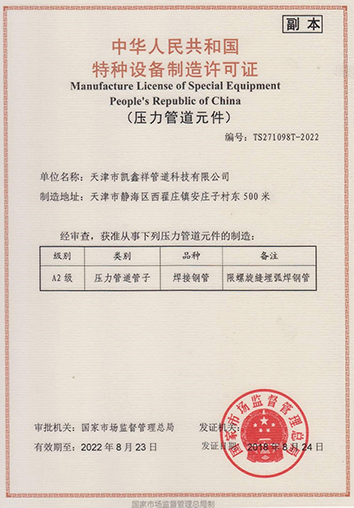 副本
中华人民共和国
特种设备制造许可证
Manufacture License of Special Equipment
People's Republic of China
(压力管道元件)
编号：TS271098T-2022
单位名称：天津市凯鑫祥管道科技有限公司
制造地址：天津市静海区西翟庄镇安庄子村东500米
经审查，获准从事下列压力管道元件的制造：
级别 类别 品种 备注
A2级 压力管道管子 焊接钢管 限螺旋缝埋弧焊钢管
审批机关：国家市场监督管理总局 发证机关：
有效期至：2022年8月23日 发证日期：2018年8月24日
国家市场监督管理总局
国家市场监督管理总局制